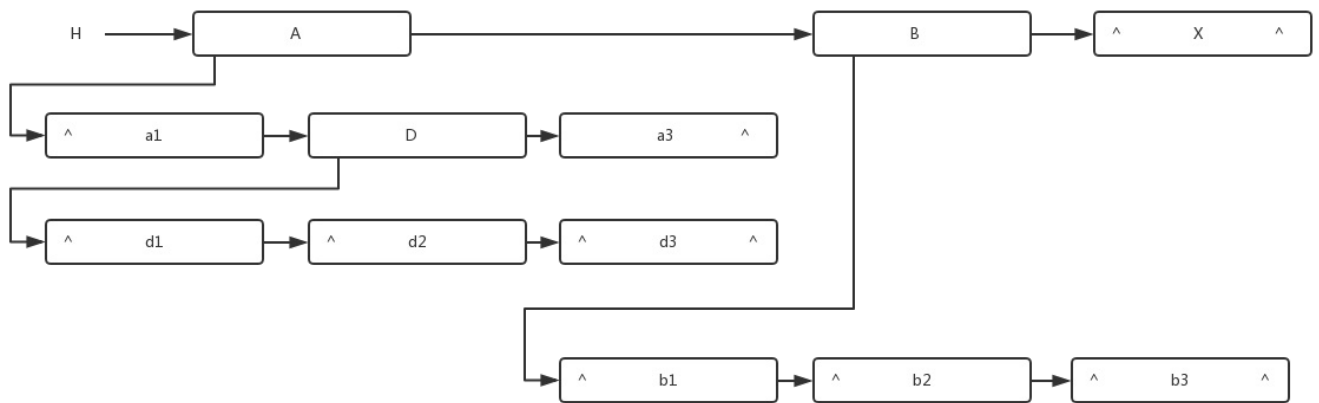 H A B ^ X ^
^ a1 D a3 ^
^ d1 ^ d2 ^ d3 ^
^ b1 ^ b2 ^ b3 ^